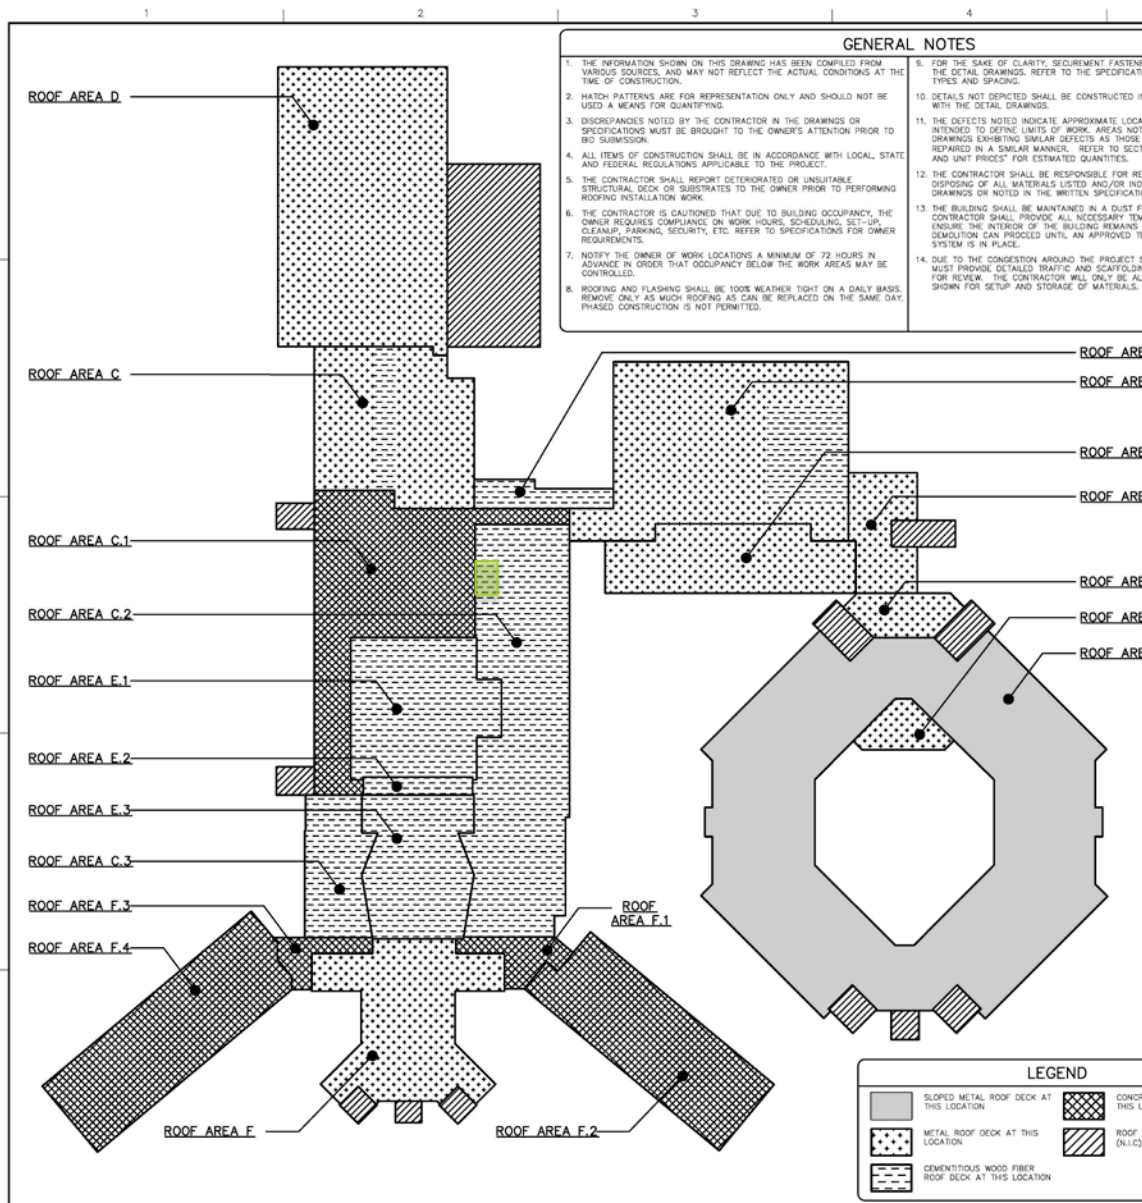 1 2 3 4
GENERAL NOTES
1. THE INFORMATION SHOWN ON THIS DRAWING HAS BEEN COMPILED FROM
VARIOUS SOURCES, AND MAY NOT REFLECT THE ACTUAL CONDITIONS AT THE
TIME OF CONSTRUCTION.
2. HATCH PATTERNS ARE FOR REPRESENTATION ONLY AND SHOULD NOT BE
USED A MEANS FOR QUANTIFYING.
3. DISCREPANCIES NOTED BY THE CONTRACTOR IN THE DRAWINGS OR
SPECIFICATIONS MUST BE BROUGHT TO THE OWNER'S ATTENTION PRIOR TO
BID SUBMISSION.
4. ALL ITEMS OF CONSTRUCTION SHALL BE IN ACCORDANCE WITH LOCAL, STATE
AND FEDERAL REGULATIONS APPLICABLE TO THE PROJECT.
5. THE CONTRACTOR SHALL REPORT DETERIORATED OR UNSUITABLE
STRUCTURAL DECK OR SUBSTRATES TO THE OWNER PRIOR TO PERFORMING
ROOFING INSTALLATION WORK.
6. THE CONTRACTOR IS CAUTIONED THAT DUE TO BUILDING OCCUPANCY, THE
OWNER REQUIRES COMPLIANCE ON WORK HOURS, SCHEDULING, SET-UP,
CLEANUP, PARKING, SECURITY, ETC. REFER TO SPECIFICATIONS FOR OWNER
REQUIREMENTS.
7. NOTIFY THE OWNER OF WORK LOCATIONS A MINIMUM OF 72 HOURS IN
ADVANCE IN ORDER THAT OCCUPANCY BELOW THE WORK AREAS MAY BE
CONTROLLED.
8. ROOFING AND FLASHING SHALL BE 100% WEATHER TIGHT ON A DAILY BASIS.
REMOVE ONLY AS MUCH ROOFING AS CAN BE REPLACED ON THE SAME DAY.
PHASED CONSTRUCTION IS NOT PERMITTED.
9. FOR THE SAKE OF CLARITY, SECUREMENT FASTENE
THE DETAIL DRAWINGS. REFER TO THE SPECIFICATI
TYPES AND SPACING.
10. DETAILS NOT DEPICTED SHALL BE CONSTRUCTED IN
WITH THE DETAIL DRAWINGS.
11. THE DEFECTS NOTED INDICATE APPROXIMATE LOCA
INTENDED TO DEFINE LIMITS OF WORK. AREAS NOT
DRAWINGS EXHIBITING SIMILAR DEFECTS AS THOSE
REPAIRED IN A SIMILAR MANNER. REFER TO SECT
AND UNIT PRICES" FOR ESTIMATED QUANTITIES.
12. THE CONTRACTOR SHALL BE RESPONSIBLE FOR RE
DISPOSING OF ALL MATERIALS LISTED AND/OR IND
DRAWINGS OR NOTED IN THE WRITTEN SPECIFICATI
13. THE BUILDING SHALL BE MAINTAINED IN A DUST F
CONTRACTOR SHALL PROVIDE ALL NECESSARY TEM
ENSURE THE INTERIOR OF THE BUILDING REMAINS
DEMOLITION CAN PROCEED UNTIL AN APPROVED TE
SYSTEM IS IN PLACE.
14. DUE TO THE CONGESTION AROUND THE PROJECT S
MUST PROVIDE DETAILED TRAFFIC AND SCAFFOLDIN
FOR REVIEW. THE CONTRACTOR WILL ONLY BE AL
SHOWN FOR SETUP AND STORAGE OF MATERIALS.
ROOF AREA D
ROOF AREA C
ROOF AREA C.1
ROOF AREA C.2
ROOF AREA E.1
ROOF AREA E.2
ROOF AREA E.3
ROOF AREA C.3
ROOF AREA F.3
ROOF AREA F.4
ROOF AREA F
ROOF AREA F.2
ROOF
AREA F.1
ROOF ARE
ROOF ARE
ROOF ARE
ROOF ARE
ROOF ARE
ROOF ARE
ROOF ARE
LEGEND
SLOPED METAL ROOF DECK AT
THIS LOCATION
METAL ROOF DECK AT THIS
LOCATION
CEMENTITIOUS WOOD FIBER
ROOF DECK AT THIS LOCATION
CONCR
THIS L
ROOF
(N.I.C)